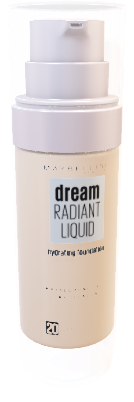 MAYBELLINE
dream
RADIANT
LIQUID
hydrating foundation
20